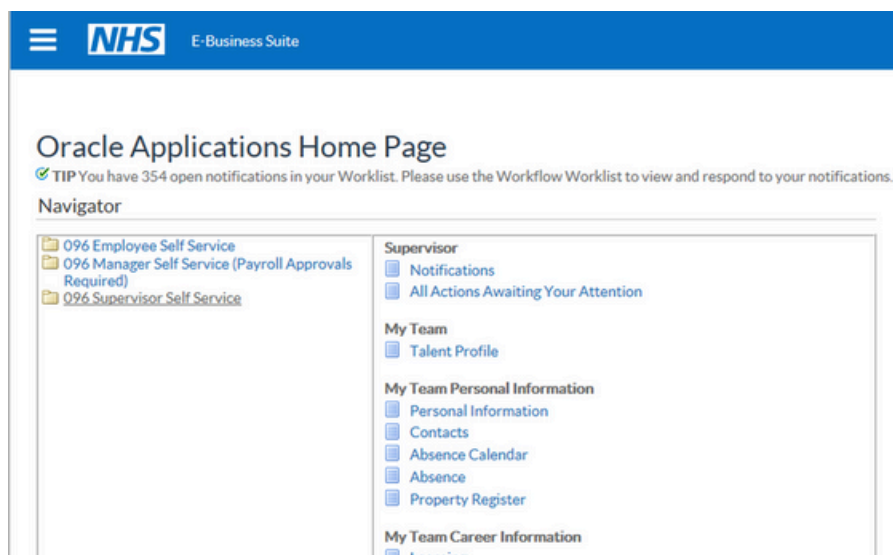 NHS E-Business Suite
Oracle Applications Home Page
TIP You have 354 open notifications in your Worklist. Please use the Workflow Worklist to view and respond to your notifications.
Navigator
096 Employee Self Service
096 Manager Self Service (Payroll Approvals
Required)
096 Supervisor Self Service
Supervisor
Notifications
All Actions Awaiting Your Attention
My Team
Talent Profile
My Team Personal Information
Personal Information
Contacts
Absence Calendar
Absence
Property Register
My Team Career Information